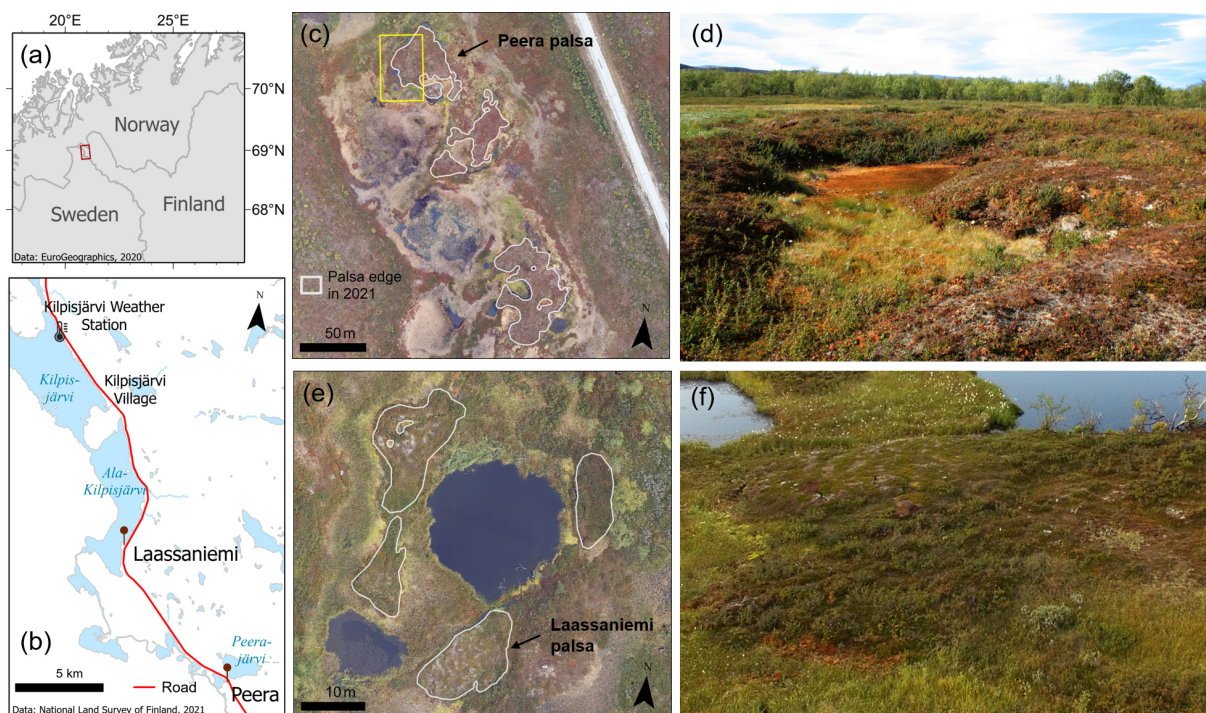 (a)
20°E
25°E
70°N
Norway
69°N
Sweden
Finland
68°N
Data: EuroGeographics, 2020
(b)
N
Kilpisjärvi Weather
Station
Kilpis-
järvi
Kilpisjärvi
Village
Ala-
Kilpisjärvi
Laassaniemi
Peera-
järvi
Peera
5 km
Road
Data: National Land Survey of Finland, 2021
(c)
Peera palsa
Palsa edge
in 2021
50 m
N
(d)
(e)
Laassaniemi
palsa
10 m
N
(f)